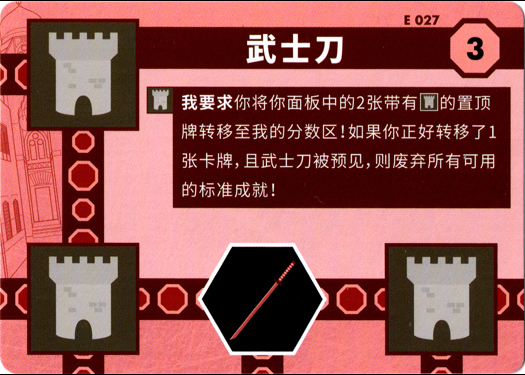 E 027
武士刀
3
我要求你将你面板中的2张带有的置顶
牌转移至我的分数区！如果你正好转移了1
张卡牌，且武士刀被预见，则废弃所有可用
的标准成就！